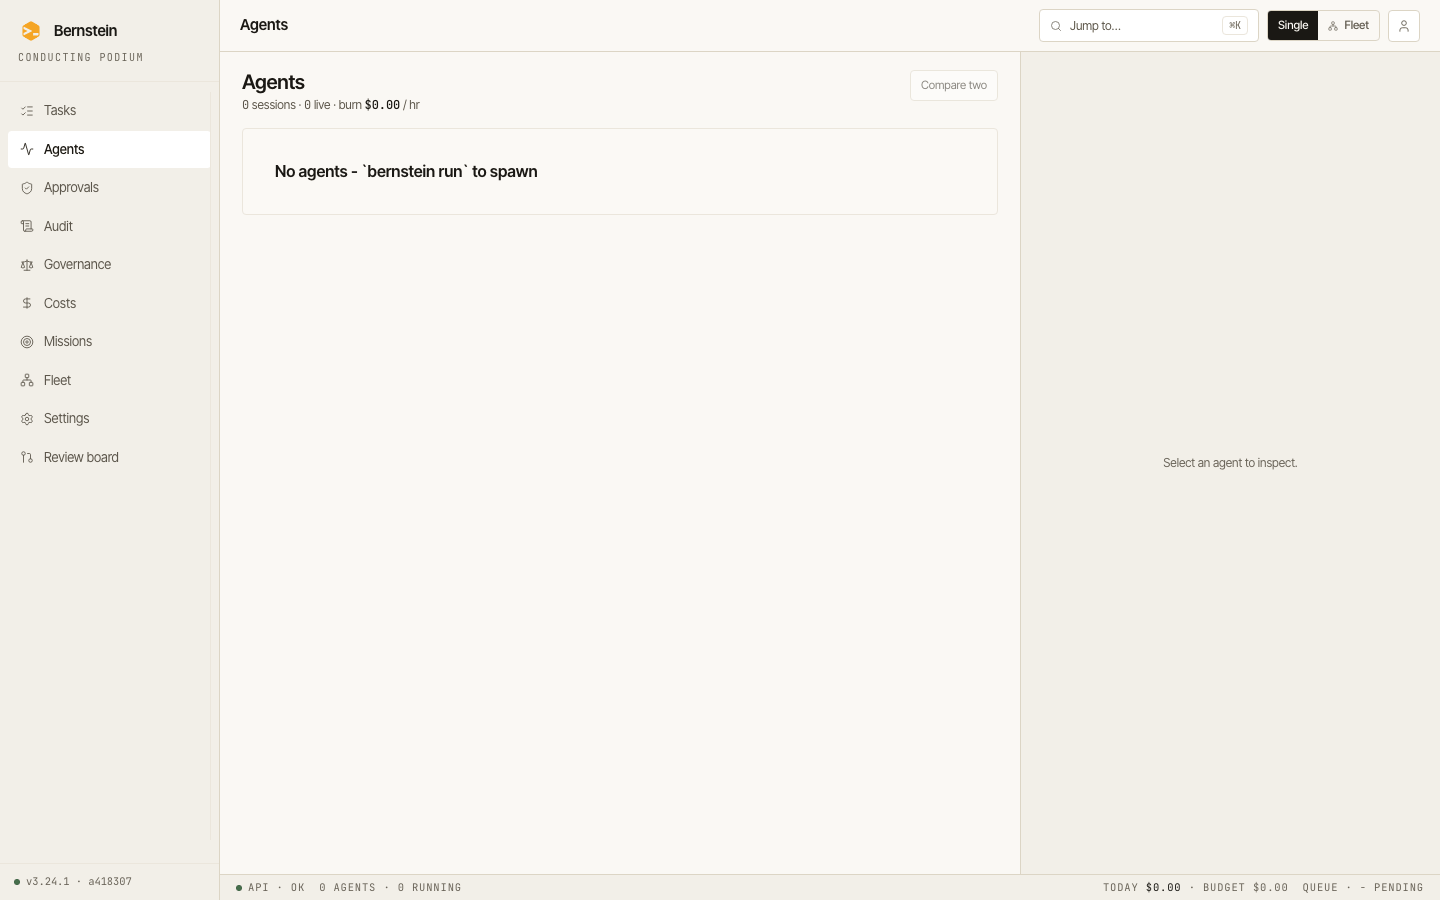 Bernstein
CONDUCTING PODIUM
Tasks
Agents
Approvals
Audit
Governance
Costs
Missions
Fleet
Settings
Review board
v3.24.1 · a418307
Agents
Jump to...
⌘K
Single
Fleet
Agents
0 sessions · 0 live · burn $0.00 / hr
Compare two
No agents - `bernstein run` to spawn
Select an agent to inspect.
API · OK 0 AGENTS · 0 RUNNING
TODAY $0.00 · BUDGET $0.00 QUEUE · - PENDING